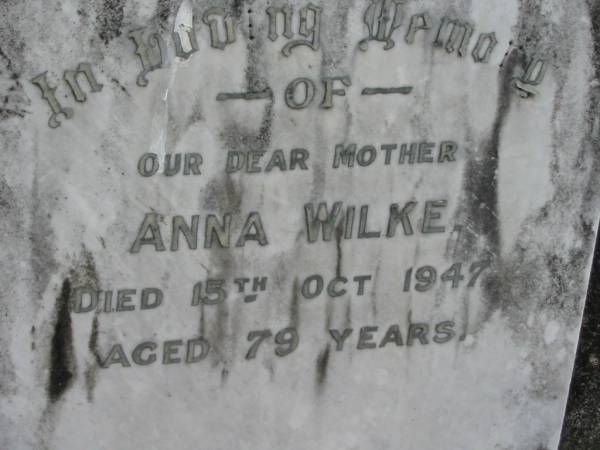 In Loving Memory
— OF —
OUR DEAR MOTHER
ANNA WILKE.
DIED 15TH OCT 1947
AGED 79 YEARS.